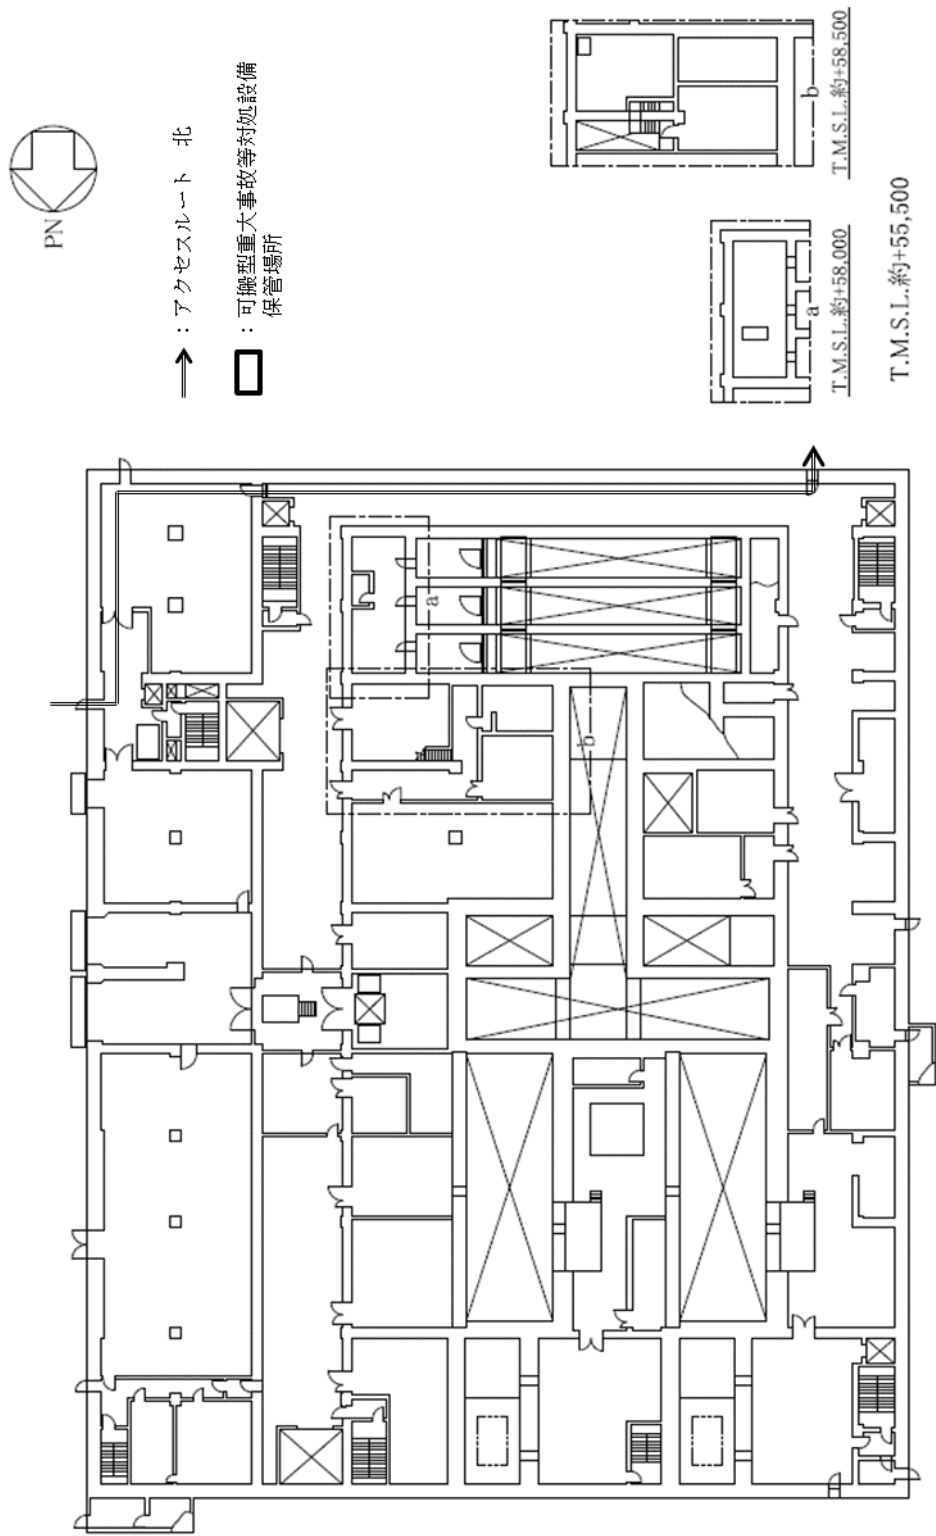 PN
：アクセスルート 北
：可搬型重大事故等対処設備
保管場所
a
T.M.S.L.約+58,000
b
T.M.S.L.約+58,500
T.M.S.L.約+55,500
a
b